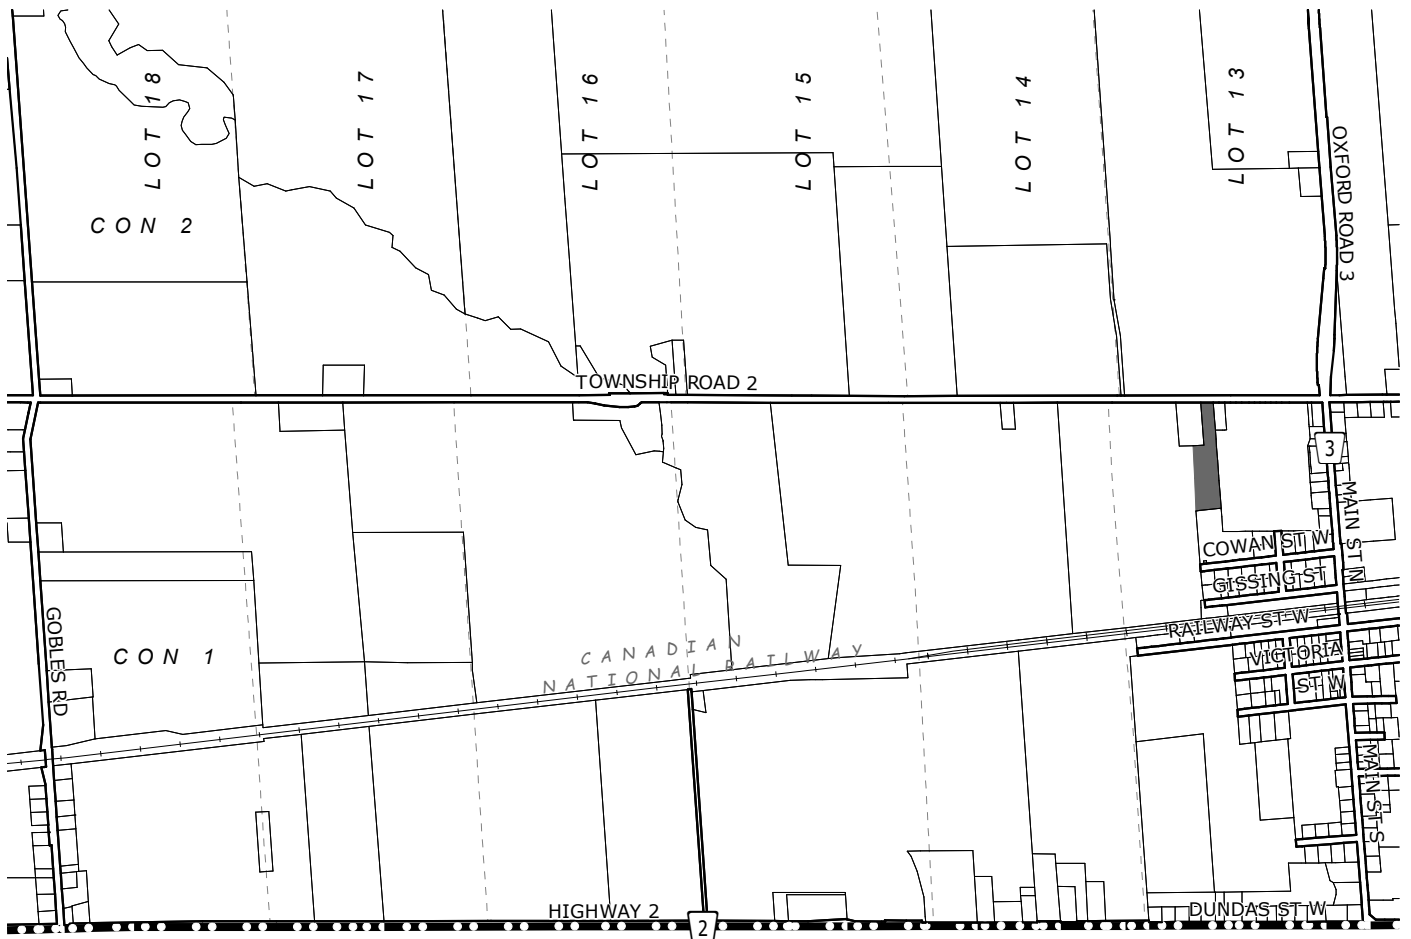 LOT 18
LOT 17
LOT 16
LOT 15
LOT 14
LOT 13
OXFORD ROAD 3
CON 2
TOWNSHIP ROAD 2
3
MAIN ST N
COWAN ST W
GISSING ST
GOBLES RD
RAILWAY ST W
CON 1
CANADIAN
NATIONAL RAILWAY
VICTORIA
ST W
MAIN ST S
HIGHWAY 2
DUNDAS ST W
2